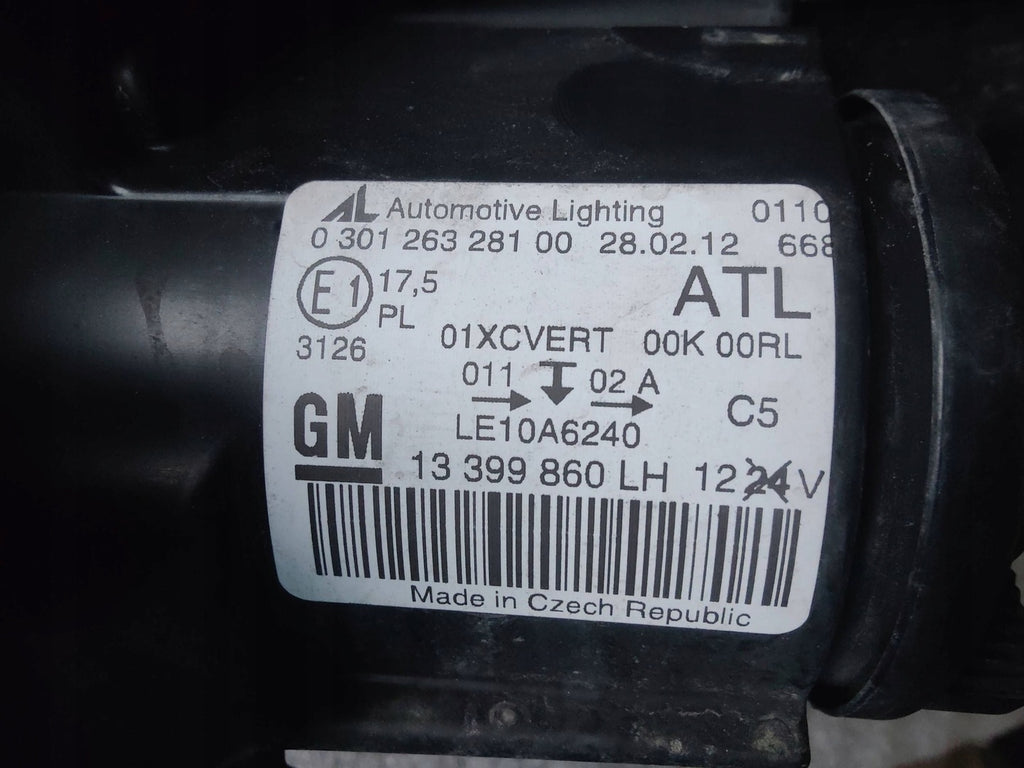 AL Automotive Lighting 0110
0 301 263 281 00 28.02.12 668
E1 17,5 ATL
PL
3126 01XCVERT 00K 00RL
011 02 A C5
LE10A6240
GM 13 399 860 LH 12 24 V
Made in Czech Republic